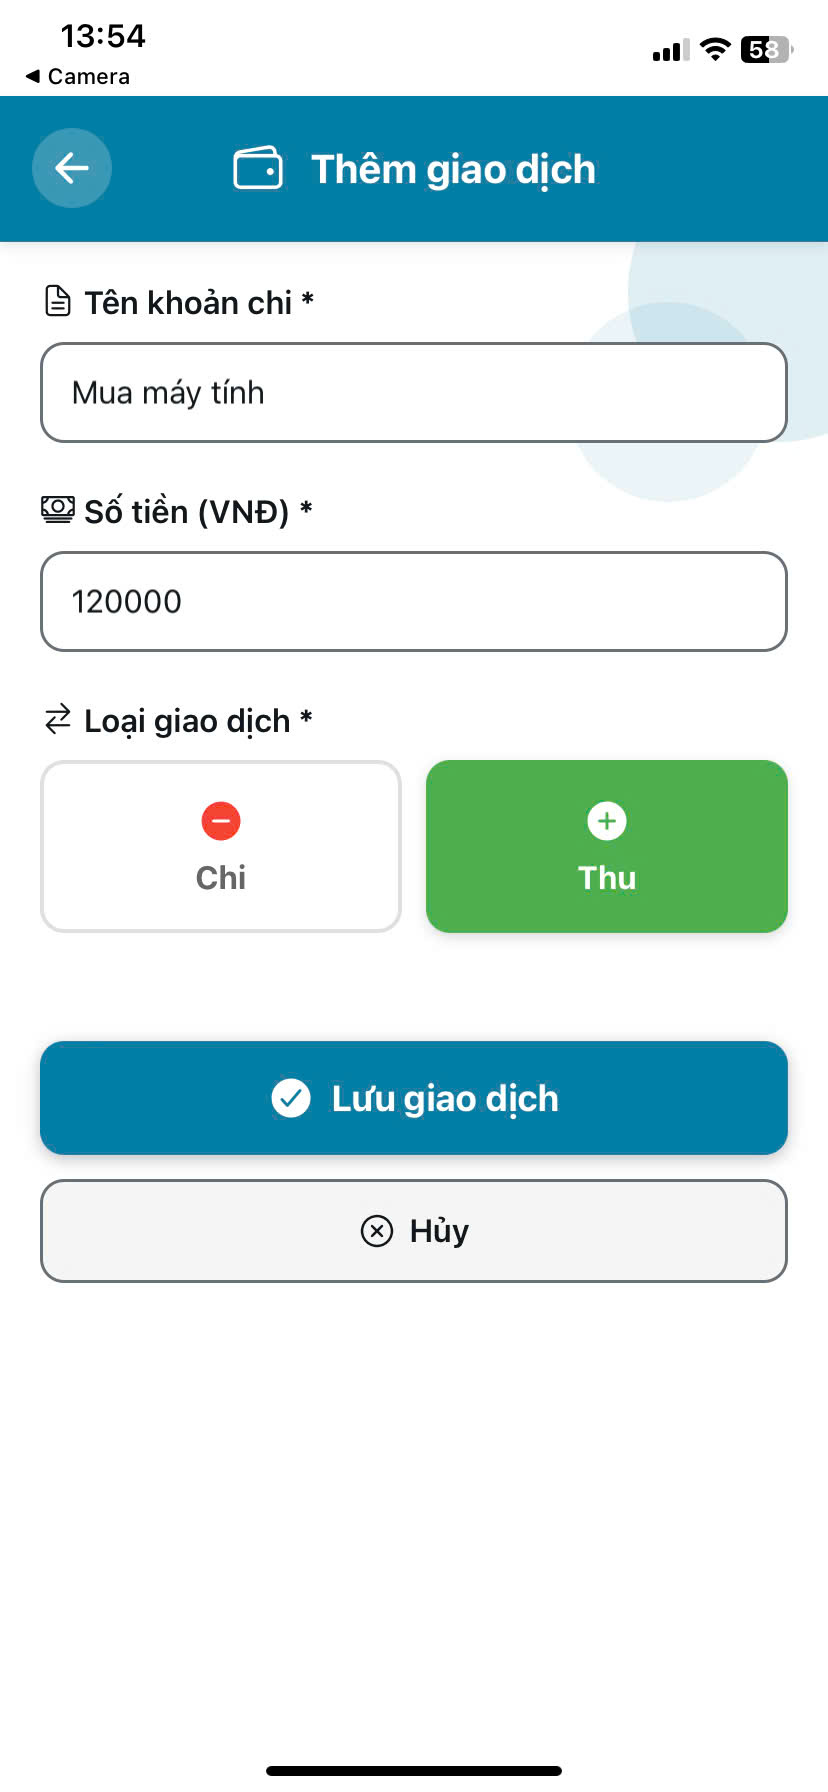 13:54
58
◀ Camera
Thêm giao dịch
Tên khoản chi *
Mua máy tính
Số tiền (VNĐ) *
120000
Loại giao dịch *
Chi
Thu
Lưu giao dịch
Hủy